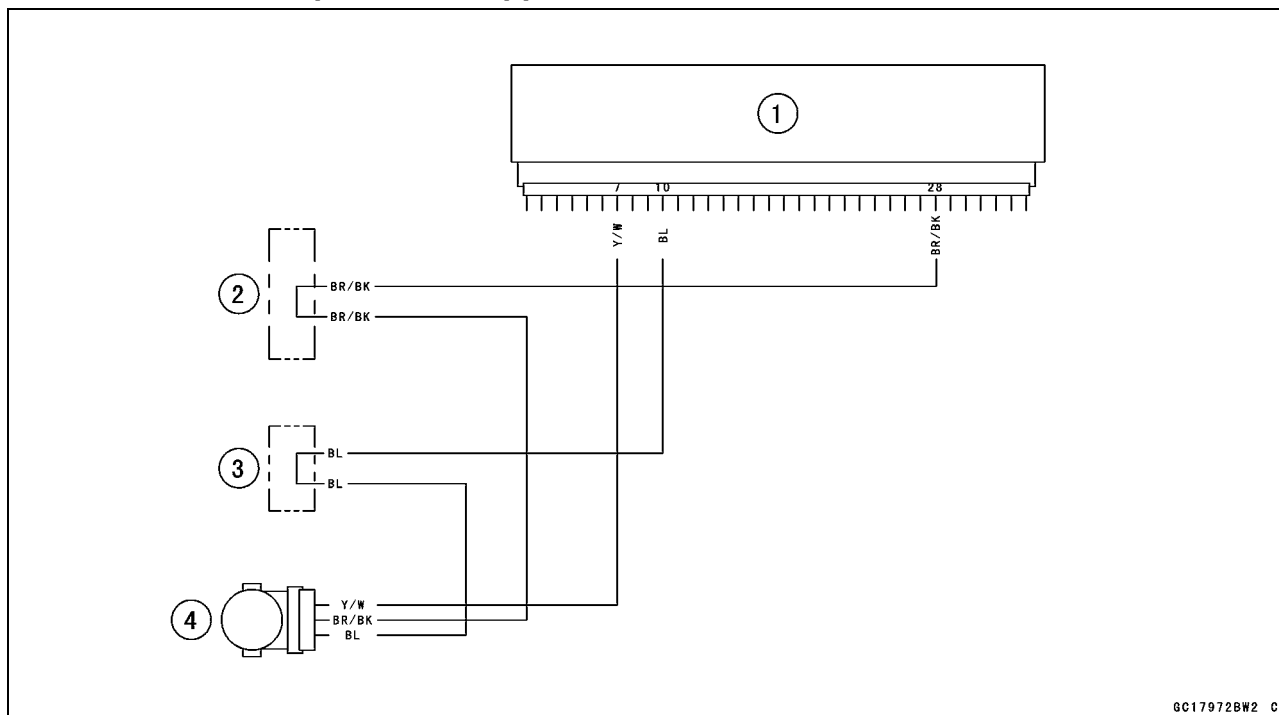 1
7 10 28
Y/W BL BR/BK
2 BR/BK
BR/BK
3 BL
BL
4 Y/W
BR/BK
BL
GC17972BW2 C